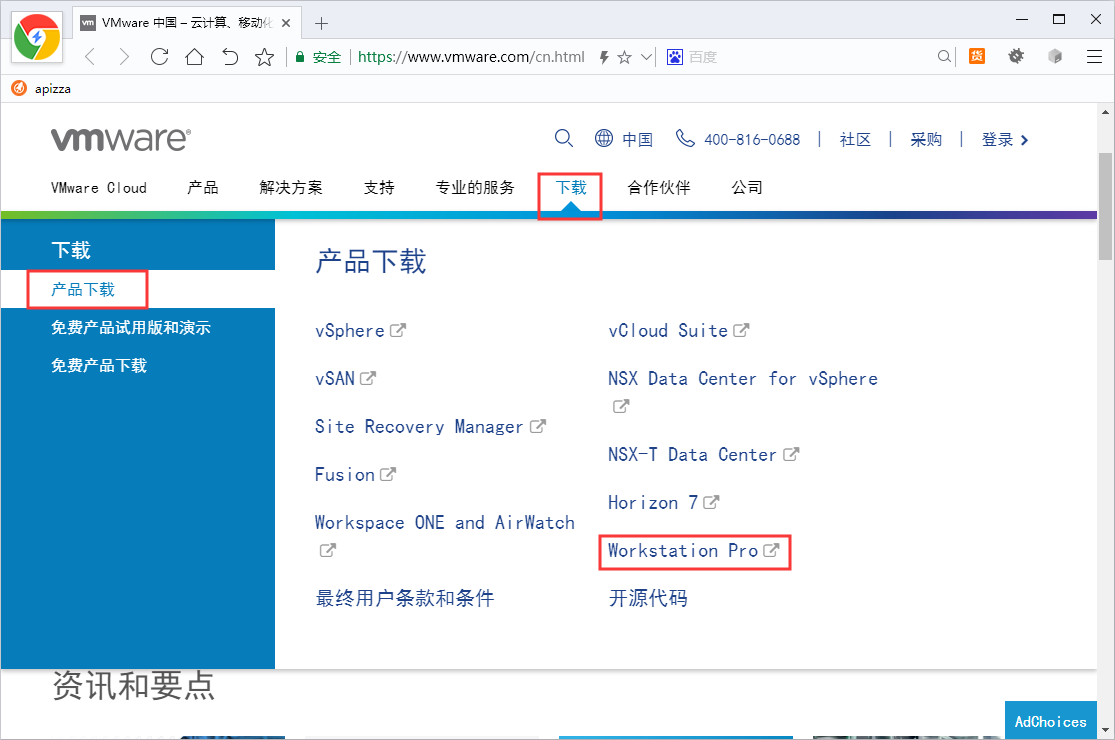 VMware 中国 – 云计算、移动化
安全 https://www.vmware.com/cn.html 百度
apizza
vmware®
中国 400-816-0688 | 社区 | 采购 | 登录
VMware Cloud 产品 解决方案 支持 专业的服务 下载 合作伙伴 公司
下载
产品下载
免费产品试用版和演示
免费产品下载
产品下载
vSphere
vSAN
Site Recovery Manager
Fusion
Workspace ONE and AirWatch
最终用户条款和条件
vCloud Suite
NSX Data Center for vSphere
NSX-T Data Center
Horizon 7
Workstation Pro
开源代码
资讯和要点
AdChoices